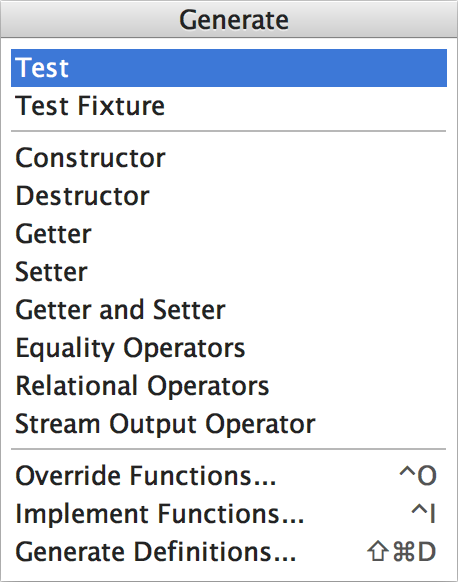 Generate
Test
Test Fixture
Constructor
Destructor
Getter
Setter
Getter and Setter
Equality Operators
Relational Operators
Stream Output Operator
Override Functions... ^O
Implement Functions... ^I
Generate Definitions... ⇧⌘D